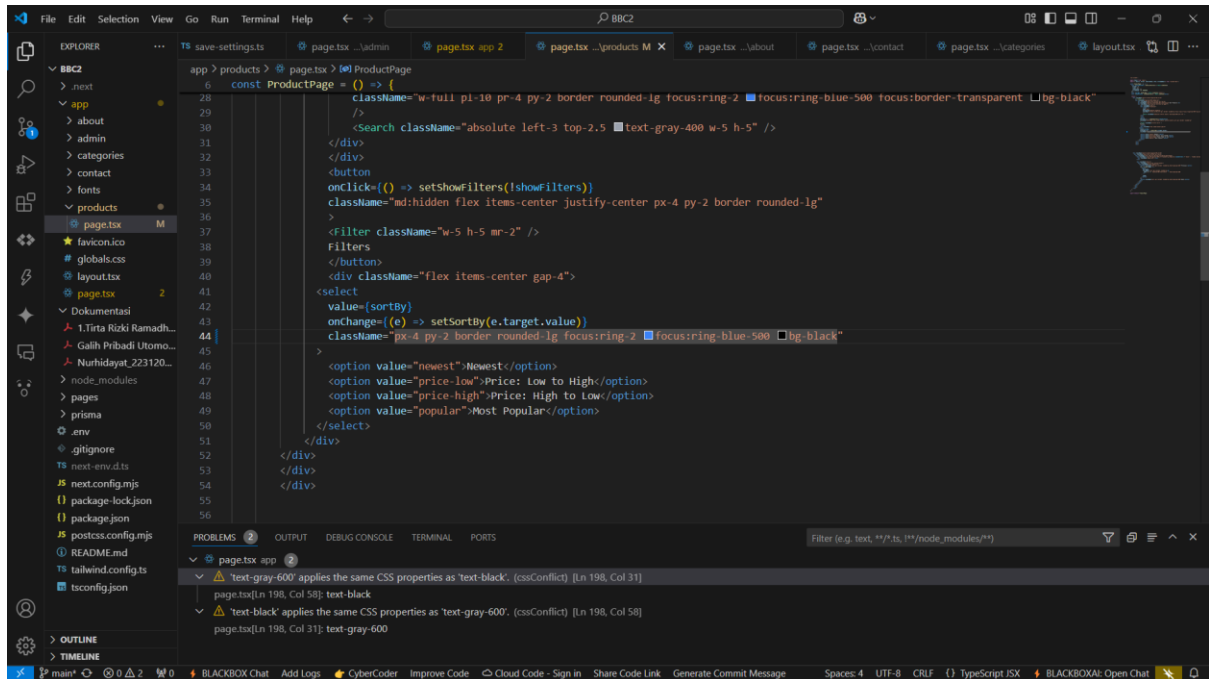 File Edit Selection View Go Run Terminal Help BBC2
EXPLORER
BBC2
.next
app
about
admin
categories
contact
fonts
products
page.tsx M
favicon.ico
globals.css
layout.tsx
page.tsx 2
Dokumentasi
1.Tirta Rizki Ramadh...
Galih Pribadi Utomo...
Nurhidayat_223120...
node_modules
pages
prisma
.env
.gitignore
TS next-env.d.ts
JS next.config.mjs
{} package-lock.json
{} package.json
JS postcss.config.mjs
README.md
TS tailwind.config.ts
tsconfig.json
OUTLINE
TIMELINE
TS save-settings.ts page.tsx ...\admin page.tsx app 2 page.tsx ...\products M page.tsx ...\about page.tsx ...\contact page.tsx ...\categories layout.tsx
app > products > page.tsx > ProductPage
6 const ProductPage = () => {
28 className="w-full pl-10 pr-4 py-2 border rounded-lg focus:ring-2 focus:ring-blue-500 focus:border-transparent bg-black"
29 />
30 <Search className="absolute left-3 top-2.5 text-gray-400 w-5 h-5" />
31 </div>
32 </div>
33 <button
34 onClick={() => setShowFilters(!showFilters)}
35 className="md:hidden flex items-center justify-center px-4 py-2 border rounded-lg"
36 >
37 <Filter className="w-5 h-5 mr-2" />
38 Filters
39 </button>
40 <div className="flex items-center gap-4">
41 <select
42 value={sortBy}
43 onChange={(e) => setSortBy(e.target.value)}
44 className="px-4 py-2 border rounded-lg focus:ring-2 focus:ring-blue-500 bg-black"
45 >
46 <option value="newest">Newest</option>
47 <option value="price-low">Price: Low to High</option>
48 <option value="price-high">Price: High to Low</option>
49 <option value="popular">Most Popular</option>
50 </select>
51 </div>
52 </div>
53 </div>
54 </div>
55
56
PROBLEMS 2 OUTPUT DEBUG CONSOLE TERMINAL PORTS Filter (e.g. text, **/*.ts, !**/node_modules/**)
page.tsx app 2
'text-gray-600' applies the same CSS properties as 'text-black'. (cssConflict) [Ln 198, Col 31]
page.tsx[Ln 198, Col 58]: text-black
'text-black' applies the same CSS properties as 'text-gray-600'. (cssConflict) [Ln 198, Col 58]
page.tsx[Ln 198, Col 31]: text-gray-600
main* 0 2 0 BLACKBOX Chat Add Logs CyberCoder Improve Code Cloud Code - Sign in Share Code Link Generate Commit Message Spaces: 4 UTF-8 CRLF {} TypeScript JSX BLACKBOXAI: Open Chat